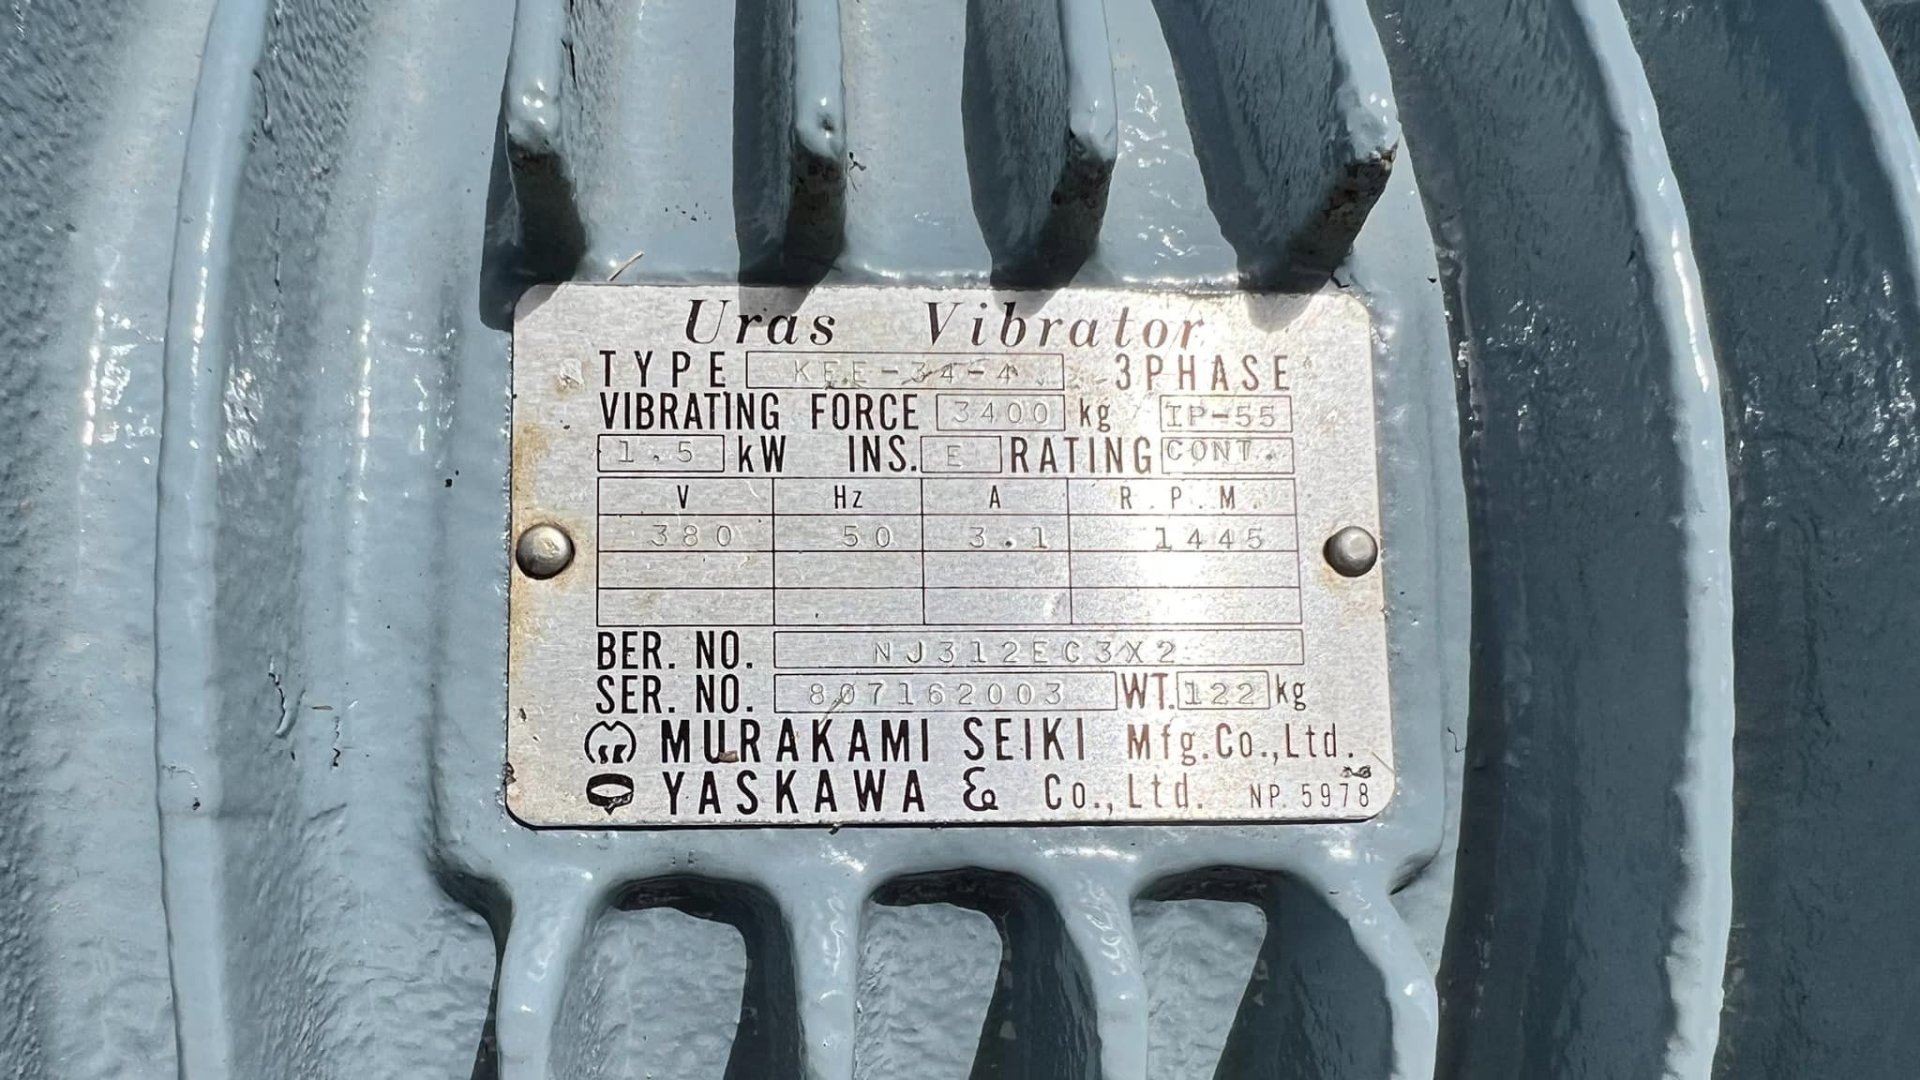 Uras Vibrator
TYPE KEE-34-4 3PHASE
VIBRATING FORCE 3400 kg IP-55
1.5 kW INS. E RATING CONT.
V Hz A R.P.M.
380 50 3.1 1445
BER. NO. NJ312EC3X2
SER. NO. 807162003 WT. 122 kg
MURAKAMI SEIKI Mfg.Co.,Ltd.
YASKAWA & Co.,Ltd. NP. 5978